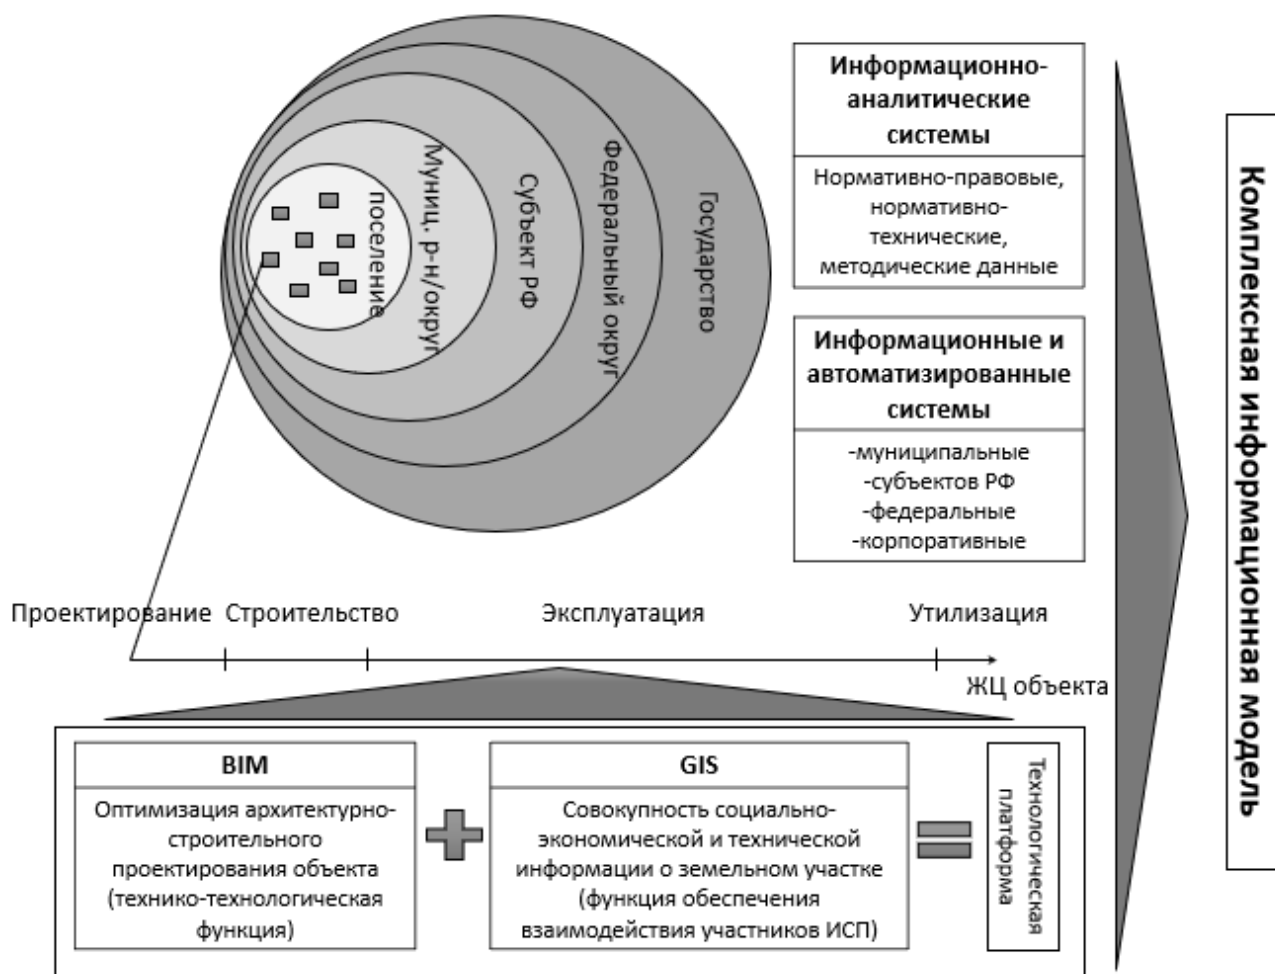 поселение
Муниц. р-н/округ
Субъект РФ
Федеральный округ
Государство
Информационно-
аналитические
системы
Нормативно-правовые,
нормативно-
технические,
методические данные
Информационные и
автоматизированные
системы
-муниципальные
-субъектов РФ
-федеральные
-корпоративные
Комплексная информационная модель
Проектирование
Строительство
Эксплуатация
Утилизация
ЖЦ объекта
BIM
Оптимизация архитектурно-
строительного
проектирования объекта
(технико-технологическая
функция)
GIS
Совокупность социально-
экономической и технической
информации о земельном участке
(функция обеспечения
взаимодействия участников ИСП)
Технологическая
платформа